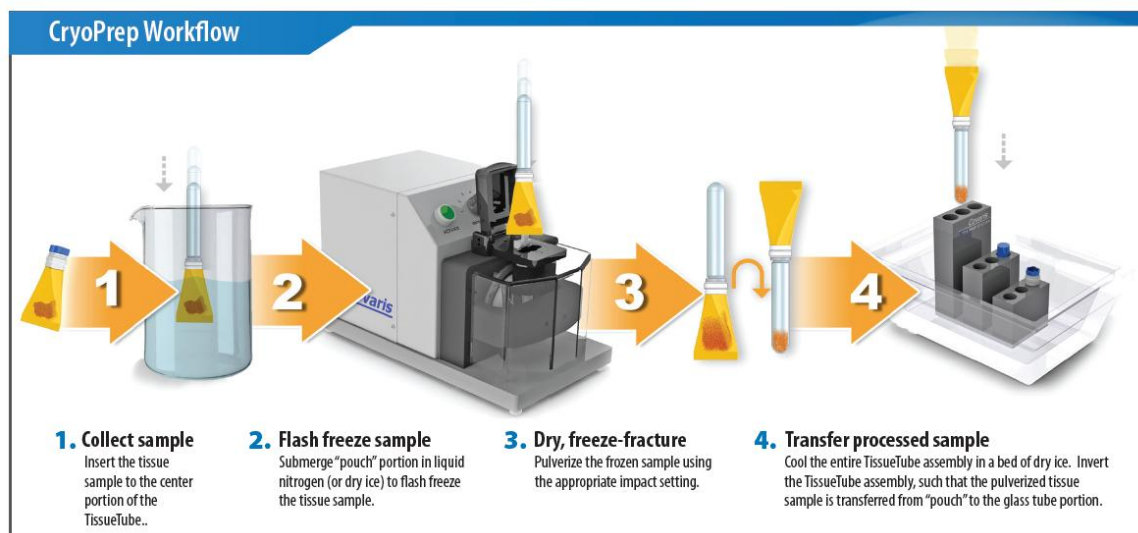 CryoPrep Workflow
1
2
3
4
varis
1. Collect sample
Insert the tissue
sample to the center
portion of the
TissueTube..
2. Flash freeze sample
Submerge “pouch” portion in liquid
nitrogen (or dry ice) to flash freeze
the tissue sample.
3. Dry, freeze-fracture
Pulverize the frozen sample using
the appropriate impact setting.
4. Transfer processed sample
Cool the entire TissueTube assembly in a bed of dry ice. Invert
the TissueTube assembly, such that the pulverized tissue
sample is transferred from “pouch” to the glass tube portion.